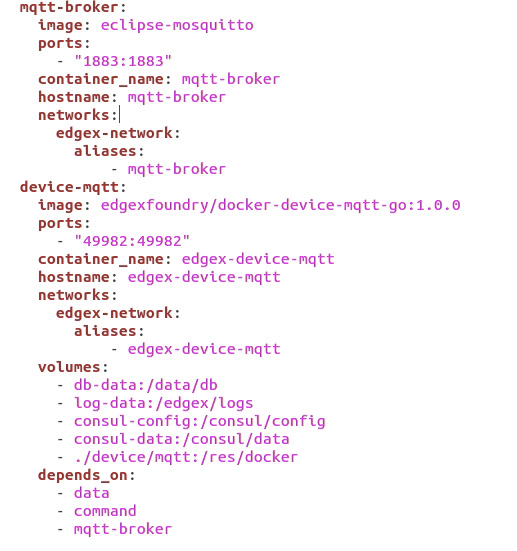 mqtt-broker:
  image: eclipse-mosquitto
  ports:
    - "1883:1883"
  container_name: mqtt-broker
  hostname: mqtt-broker
  networks:
    edgex-network:
      aliases:
          - mqtt-broker
device-mqtt:
  image: edgexfoundry/docker-device-mqtt-go:1.0.0
  ports:
    - "49982:49982"
  container_name: edgex-device-mqtt
  hostname: edgex-device-mqtt
  networks:
    edgex-network:
      aliases:
          - edgex-device-mqtt
  volumes:
    - db-data:/data/db
    - log-data:/edgex/logs
    - consul-config:/consul/config
    - consul-data:/consul/data
    - ./device/mqtt:/res/docker
  depends_on:
    - data
    - command
    - mqtt-broker